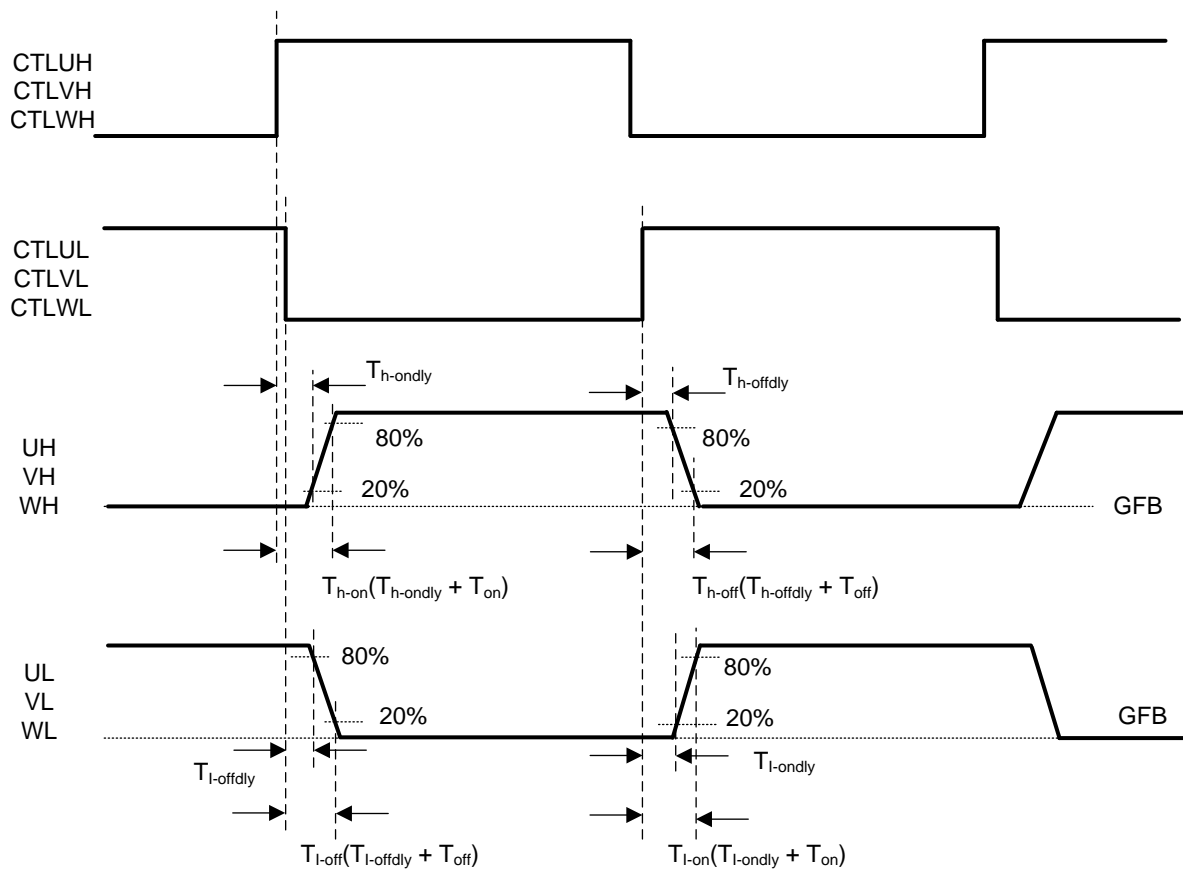 CTLUH
CTLVH
CTLWH
CTLUL
CTLVL
CTLWL
Th-ondly
Th-offdly
UH
VH
WH
80%
20%
80%
20%
GFB
Th-on(Th-ondly + Ton)
Th-off(Th-offdly + Toff)
UL
VL
WL
80%
20%
80%
20%
GFB
Tl-offdly
Tl-ondly
Tl-off(Tl-offdly + Toff)
Tl-on(Tl-ondly + Ton)